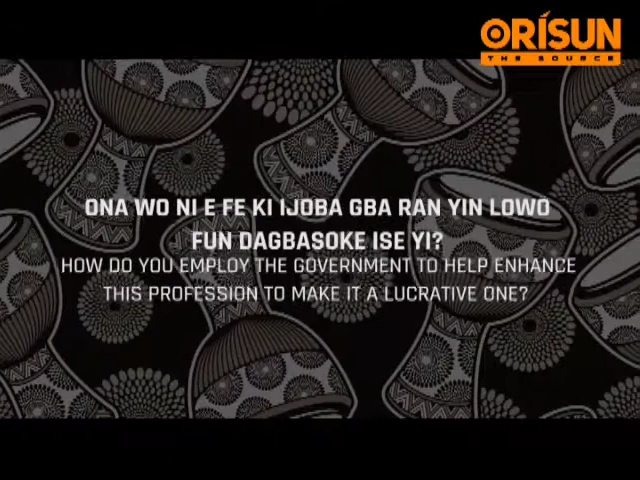 ORÍSUN
THE SOURCE
ONA WO NI E FE KI IJOBA GBA RAN YIN LOWO
FUN DAGBASOKE ISE YI?
HOW DO YOU EMPLOY THE GOVERNMENT TO HELP ENHANCE
THIS PROFESSION TO MAKE IT A LUCRATIVE ONE?